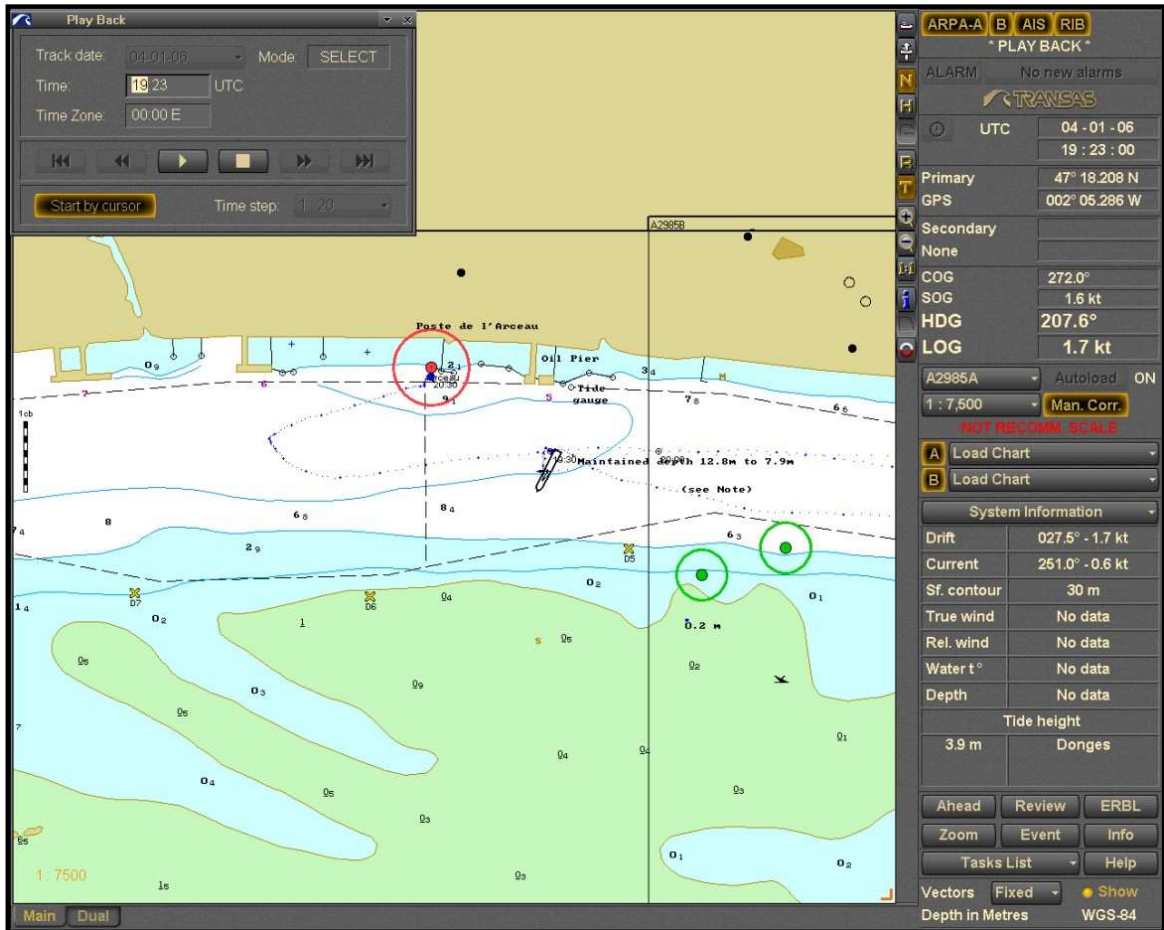 Play Back
Track date: 04-01-06 Mode: SELECT
Time: 19:23 UTC
Time Zone: 00:00 E
Start by cursor Time step: 1 : 20
A2985B
Poste de l'Arceau
Oil Pier
Tide
gauge
20:30
1cb
19:30
Maintained depth 12.8m to 7.9m
(see Note)
D5
D7
D6
0.2 m
1 : 7500
Main Dual
N
H
B
T
ARPA-A B AIS RIB
* PLAY BACK *
ALARM No new alarms
TRANSAS
UTC 04 - 01 - 06
19 : 23 : 00
Primary 47° 18.208 N
GPS 002° 05.286 W
Secondary
None
COG 272.0°
SOG 1.6 kt
HDG 207.6°
LOG 1.7 kt
A2985A Autoload ON
1 : 7,500 Man. Corr.
NOT RECOMM. SCALE
A Load Chart
B Load Chart
System Information
Drift 027.5° - 1.7 kt
Current 251.0° - 0.6 kt
Sf. contour 30 m
True wind No data
Rel. wind No data
Water t° No data
Depth No data
Tide height
3.9 m Donges
Ahead Review ERBL
Zoom Event Info
Tasks List Help
Vectors Fixed Show
Depth in Metres WGS-84